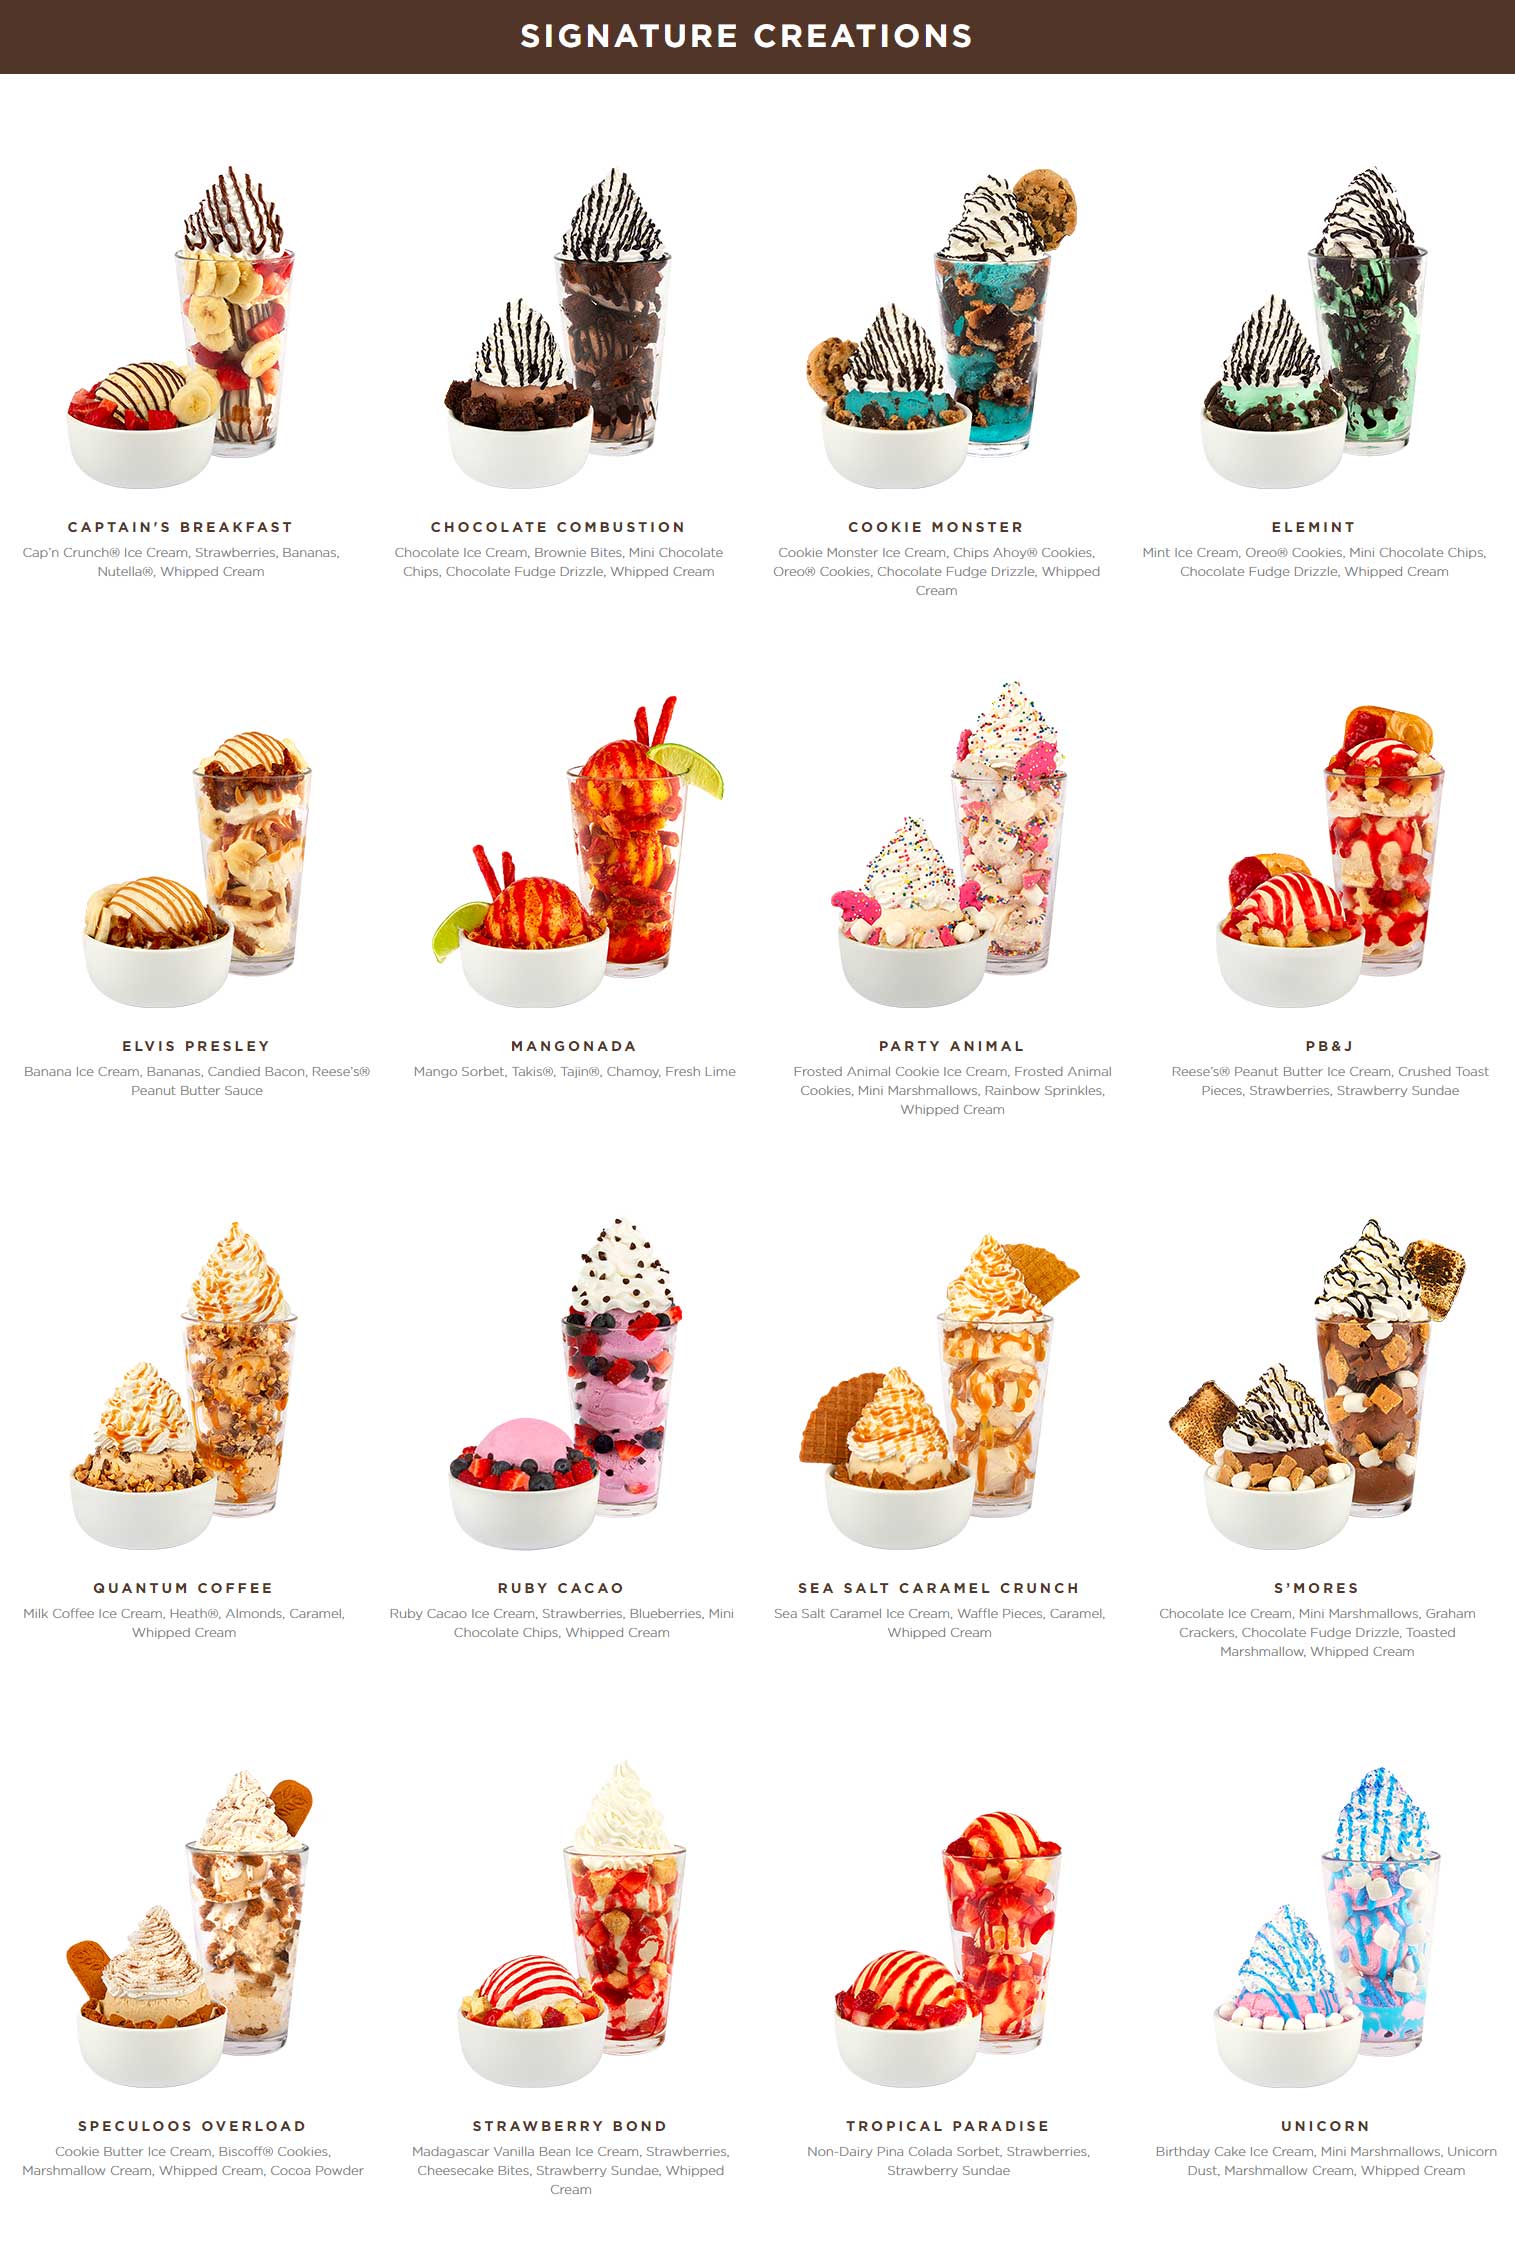 SIGNATURE CREATIONS
CAPTAIN'S BREAKFAST
Cap'n Crunch® Ice Cream, Strawberries, Bananas,
Nutella®, Whipped Cream
CHOCOLATE COMBUSTION
Chocolate Ice Cream, Brownie Bites, Mini Chocolate
Chips, Chocolate Fudge Drizzle, Whipped Cream
COOKIE MONSTER
Cookie Monster Ice Cream, Chips Ahoy® Cookies,
Oreo® Cookies, Chocolate Fudge Drizzle, Whipped
Cream
ELEMINT
Mint Ice Cream, Oreo® Cookies, Mini Chocolate Chips,
Chocolate Fudge Drizzle, Whipped Cream
ELVIS PRESLEY
Banana Ice Cream, Bananas, Candied Bacon, Reese's®
Peanut Butter Sauce
MANGONADA
Mango Sorbet, Takis®, Tajin®, Chamoy, Fresh Lime
PARTY ANIMAL
Frosted Animal Cookie Ice Cream, Frosted Animal
Cookies, Mini Marshmallows, Rainbow Sprinkles,
Whipped Cream
PB&J
Reese's® Peanut Butter Ice Cream, Crushed Toast
Pieces, Strawberries, Strawberry Sundae
QUANTUM COFFEE
Milk Coffee Ice Cream, Heath®, Almonds, Caramel,
Whipped Cream
RUBY CACAO
Ruby Cacao Ice Cream, Strawberries, Blueberries, Mini
Chocolate Chips, Whipped Cream
SEA SALT CARAMEL CRUNCH
Sea Salt Caramel Ice Cream, Waffle Pieces, Caramel,
Whipped Cream
S'MORES
Chocolate Ice Cream, Mini Marshmallows, Graham
Crackers, Chocolate Fudge Drizzle, Toasted
Marshmallow, Whipped Cream
SPECULOOS OVERLOAD
Cookie Butter Ice Cream, Biscoff® Cookies,
Marshmallow Cream, Whipped Cream, Cocoa Powder
STRAWBERRY BOND
Madagascar Vanilla Bean Ice Cream, Strawberries,
Cheesecake Bites, Strawberry Sundae, Whipped
Cream
TROPICAL PARADISE
Non-Dairy Pina Colada Sorbet, Strawberries,
Strawberry Sundae
UNICORN
Birthday Cake Ice Cream, Mini Marshmallows, Unicorn
Dust, Marshmallow Cream, Whipped Cream